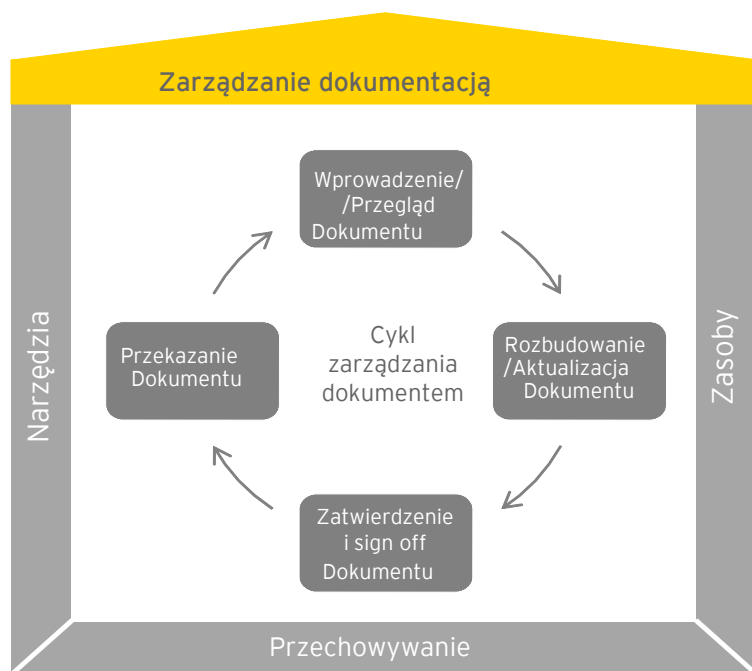 Zarządzanie dokumentacją
Wprowadzenie/
/Przegląd
Dokumentu
Narzędzia
Przekazanie
Dokumentu
Cykl
zarządzania
dokumentem
Rozbudowanie
/Aktualizacja
Dokumentu
Zasoby
Zatwierdzenie
i sign off
Dokumentu
Przechowywanie